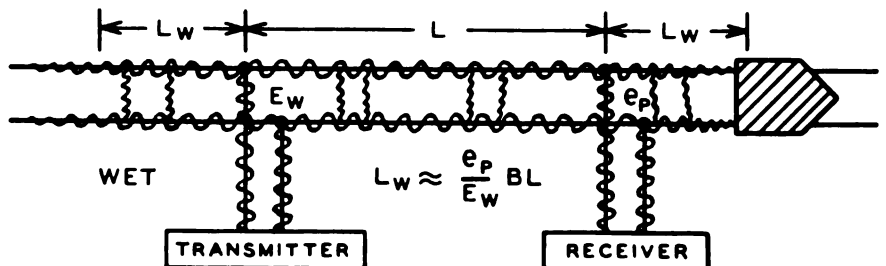 LW L LW
EW eP
WET LW ≈ eP/EW BL
TRANSMITTER RECEIVER